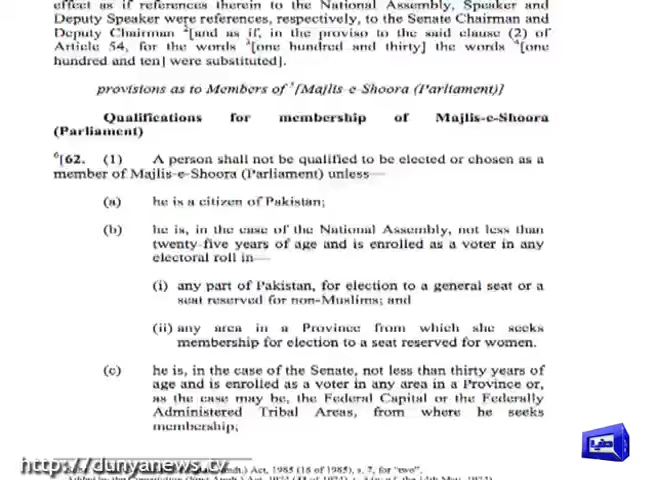 effect as if references therein to the National Assembly, Speaker and
Deputy Speaker were references, respectively, to the Senate Chairman and
Deputy Chairman ²[and as if, in the proviso to the said clause (2) of
Article 54, for the words ³[one hundred and thirty] the words ⁴[one
hundred and ten] were substituted].
provisions as to Members of ⁵[Majlis-e-Shoora (Parliament)]
Qualifications for membership of Majlis-e-Shoora
(Parliament)
⁶[62. (1) A person shall not be qualified to be elected or chosen as a
member of Majlis-e-Shoora (Parliament) unless—
(a) he is a citizen of Pakistan;
(b) he is, in the case of the National Assembly, not less than
twenty-five years of age and is enrolled as a voter in any
electoral roll in—
(i) any part of Pakistan, for election to a general seat or a
seat reserved for non-Muslims; and
(ii) any area in a Province from which she seeks
membership for election to a seat reserved for women.
(c) he is, in the case of the Senate, not less than thirty years of
age and is enrolled as a voter in any area in a Province or,
as the case may be, the Federal Capital or the Federally
Administered Tribal Areas, from where he seeks
membership;
http://dunyanews.tv
Act, 1985 (18 of 1985), s. 7, for "two".
دنیا